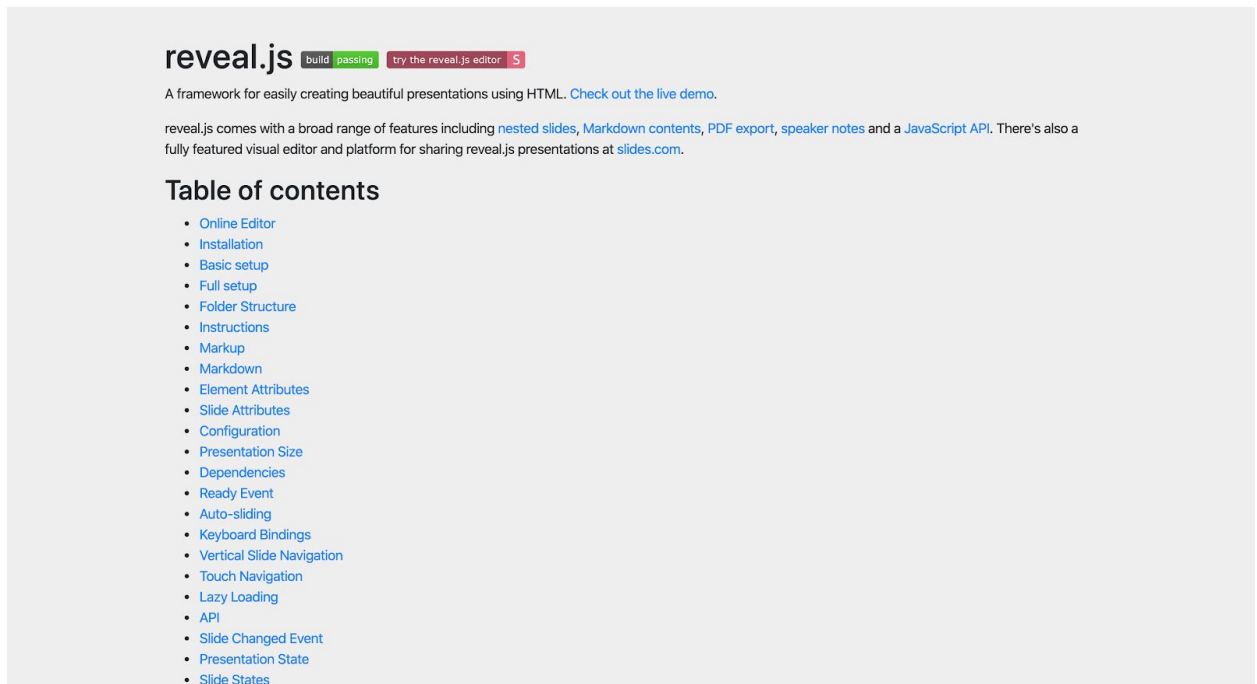 reveal.js build passing try the reveal.js editor S
A framework for easily creating beautiful presentations using HTML. Check out the live demo.
reveal.js comes with a broad range of features including nested slides, Markdown contents, PDF export, speaker notes and a JavaScript API. There's also a
fully featured visual editor and platform for sharing reveal.js presentations at slides.com.
Table of contents
• Online Editor
• Installation
• Basic setup
• Full setup
• Folder Structure
• Instructions
• Markup
• Markdown
• Element Attributes
• Slide Attributes
• Configuration
• Presentation Size
• Dependencies
• Ready Event
• Auto-sliding
• Keyboard Bindings
• Vertical Slide Navigation
• Touch Navigation
• Lazy Loading
• API
• Slide Changed Event
• Presentation State
• Slide States